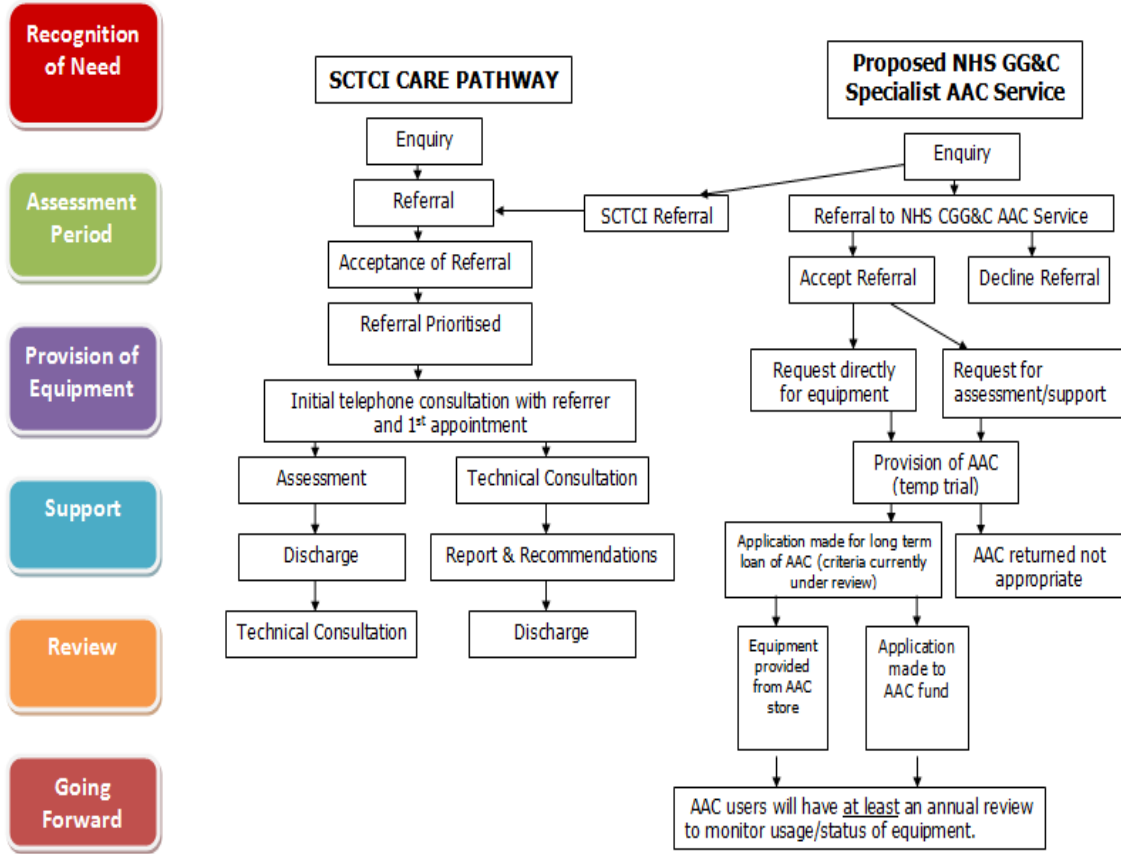 Recognition
of Need
Assessment
Period
Provision of
Equipment
Support
Review
Going
Forward
SCTCI CARE PATHWAY
Enquiry
Referral
Acceptance of Referral
Referral Prioritised
Initial telephone consultation with referrer
and 1st appointment
Assessment
Discharge
Technical Consultation
Technical Consultation
Report & Recommendations
Discharge
Proposed NHS GG&C
Specialist AAC Service
Enquiry
SCTCI Referral
Referral to NHS CGG&C AAC Service
Accept Referral
Decline Referral
Request directly
for equipment
Request for
assessment/support
Provision of AAC
(temp trial)
Application made for long term
loan of AAC (criteria currently
under review)
AAC returned not
appropriate
Equipment
provided
from AAC
store
Application
made to
AAC fund
AAC users will have at least an annual review
to monitor usage/status of equipment.